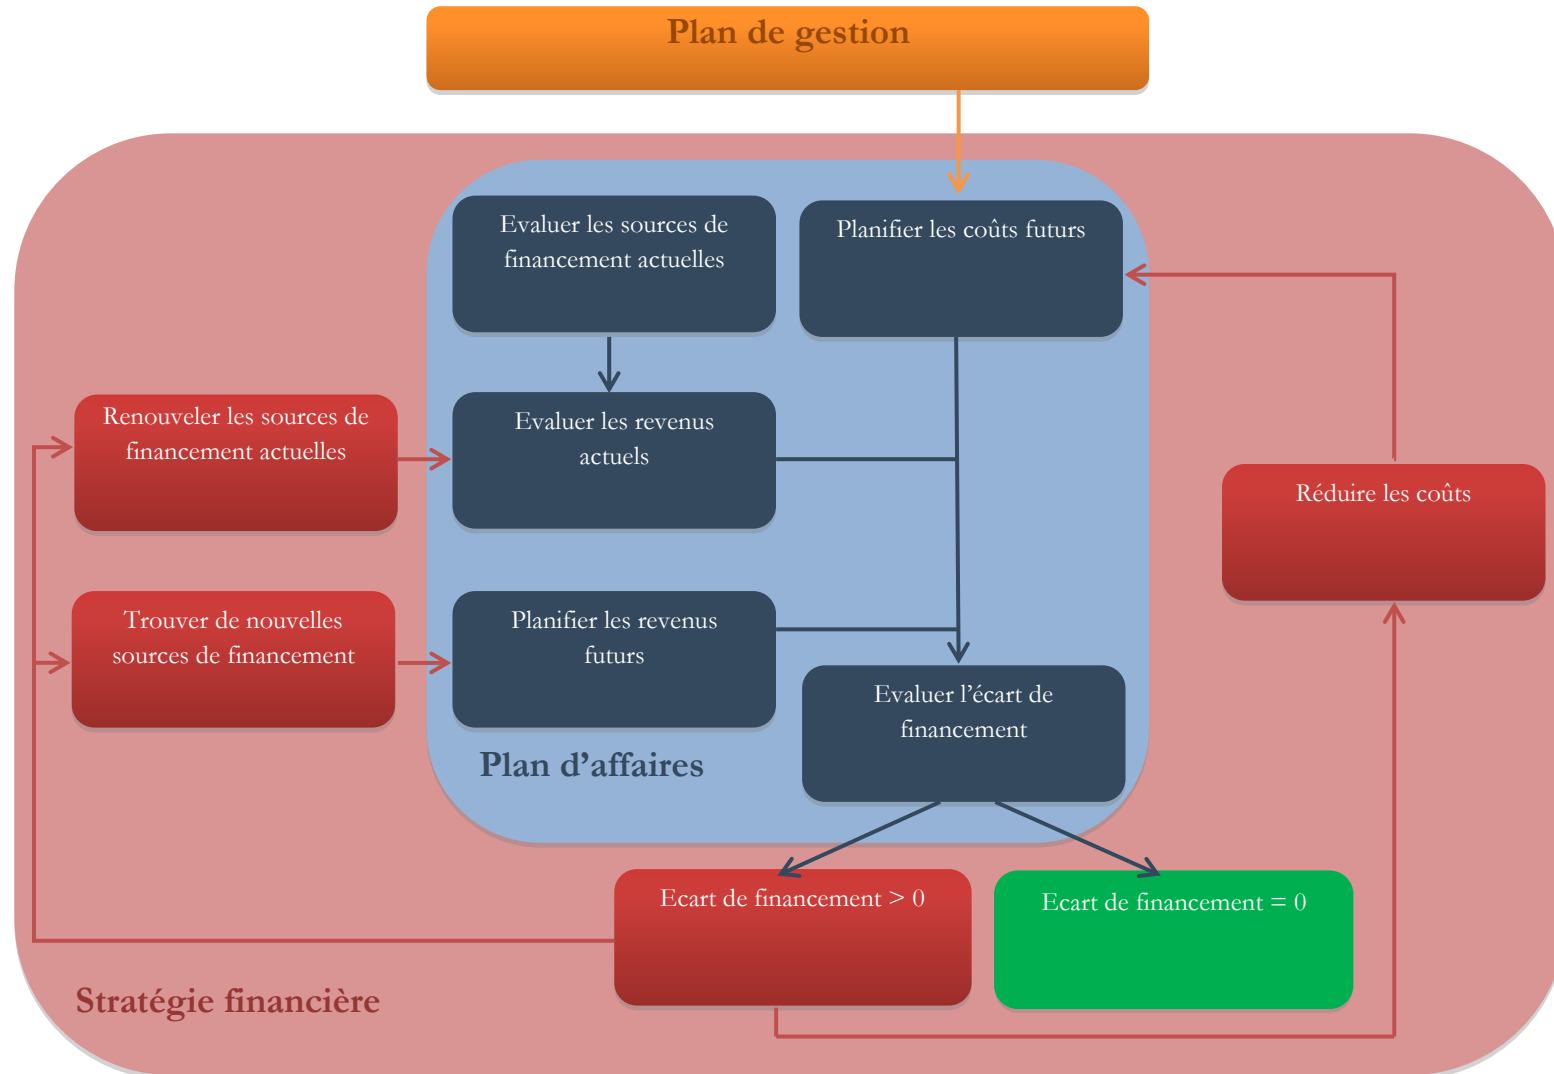 Plan de gestion
Evaluer les sources de
financement actuelles
Planifier les coûts futurs
Renouveler les sources de
financement actuelles
Evaluer les revenus
actuels
Réduire les coûts
Trouver de nouvelles
sources de financement
Planifier les revenus
futurs
Evaluer l’écart de
financement
Plan d’affaires
Ecart de financement > 0
Ecart de financement = 0
Stratégie financière